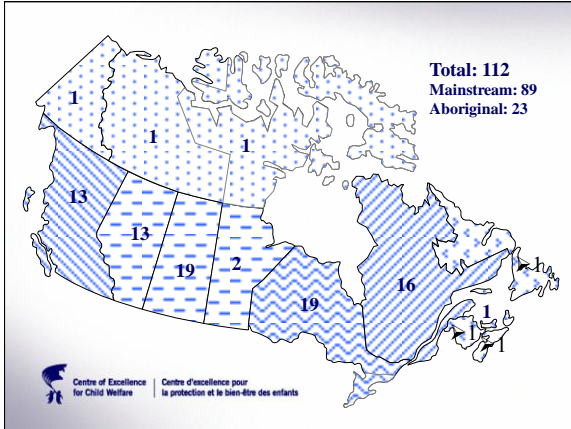 Total: 112
Mainstream: 89
Aboriginal: 23
1
1
1
13
13
19
2
19
16
1
1
1
1
Centre of Excellence
for Child Welfare
Centre d'excellence pour
la protection et le bien-être des enfants